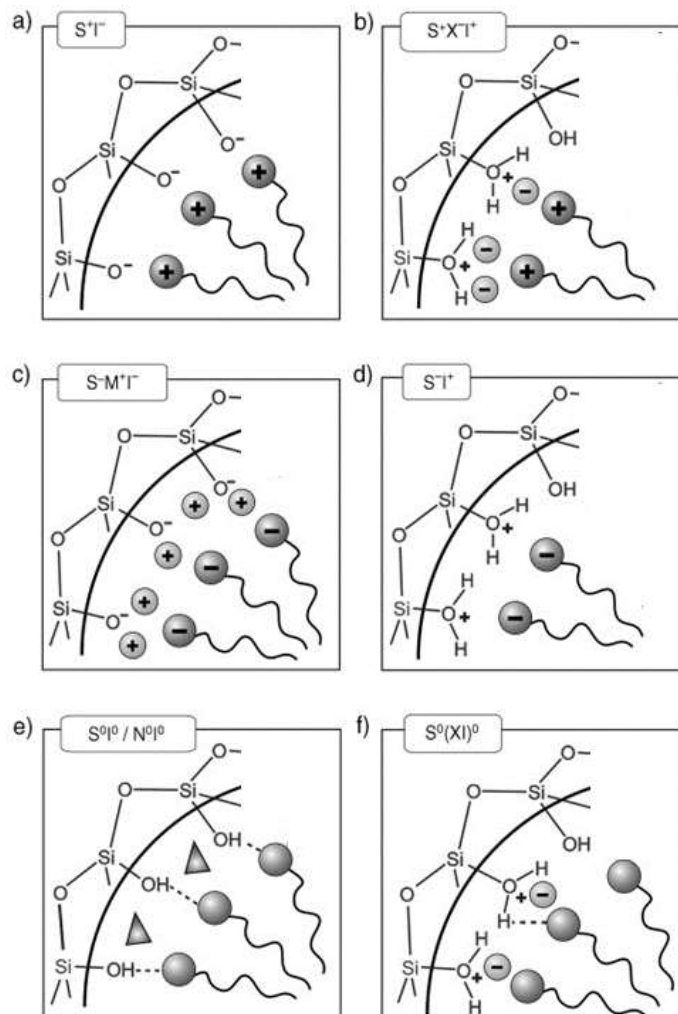 a) S⁺I⁻
O–
O Si
O⁻
Si O⁻
O +
+
Si O⁻ +
b) S⁺X⁻I⁺
O–
O Si
OH
Si H
O+ –
O H +
H –
Si O+ +
H –
c) S⁻M⁺I⁻
O–
O Si
O⁻
Si + +
O⁻ –
O + –
+
Si O⁻ –
+
d) S⁻I⁺
O–
O Si
OH
Si H
O+
O H –
H
Si O+ –
H
e) S⁰I⁰ / N⁰I⁰
O–
O Si
OH
Si
OH
O
Si OH
f) S⁰(XI)⁰
O–
O Si
OH
Si H
O+ –
O H
H
Si O+ –
H